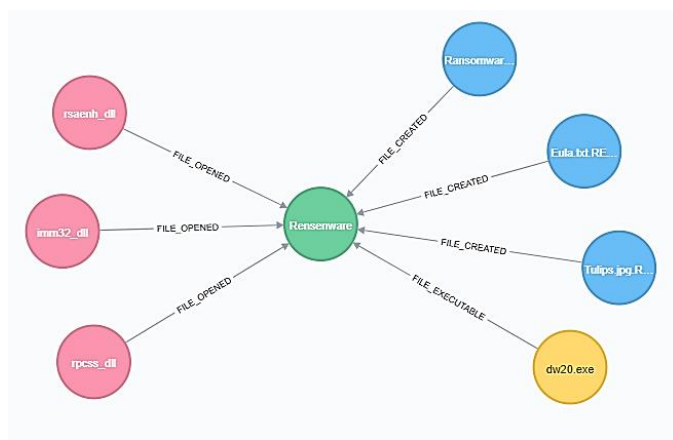 Ransomwar...
rsaenh_dll
FILE_CREATED
Eula.txt.RE...
FILE_OPENED
FILE_CREATED
imm32_dll
FILE_OPENED
Rensenware
FILE_CREATED
Tulips.jpg.R...
FILE_OPENED
FILE_EXECUTABLE
rpcss_dll
dw20.exe